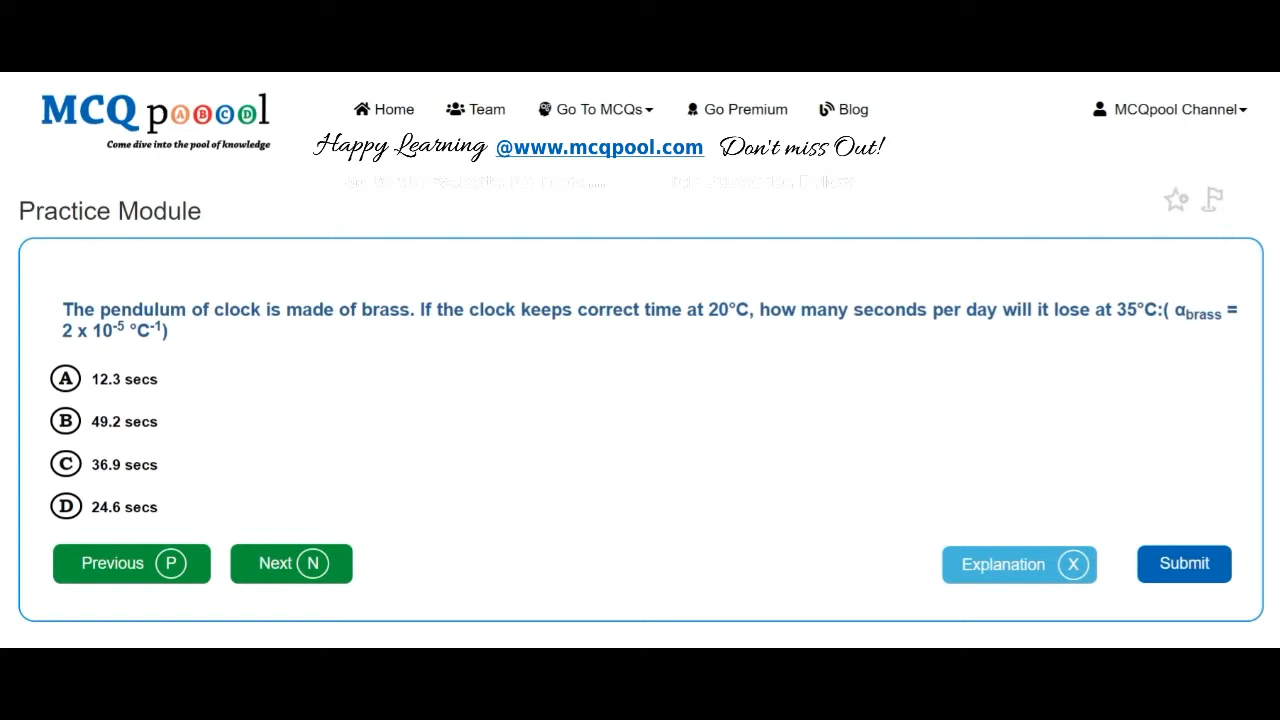 MCQ pooool
Come dive into the pool of knowledge
Home Team Go To MCQs Go Premium Blog MCQpool Channel
Happy Learning @www.mcqpool.com Don't miss Out!
Practice Module
The pendulum of clock is made of brass. If the clock keeps correct time at 20°C, how many seconds per day will it lose at 35°C:( αbrass =
2 x 10⁻⁵ °C⁻¹)
A 12.3 secs
B 49.2 secs
C 36.9 secs
D 24.6 secs
Previous P Next N Explanation X Submit